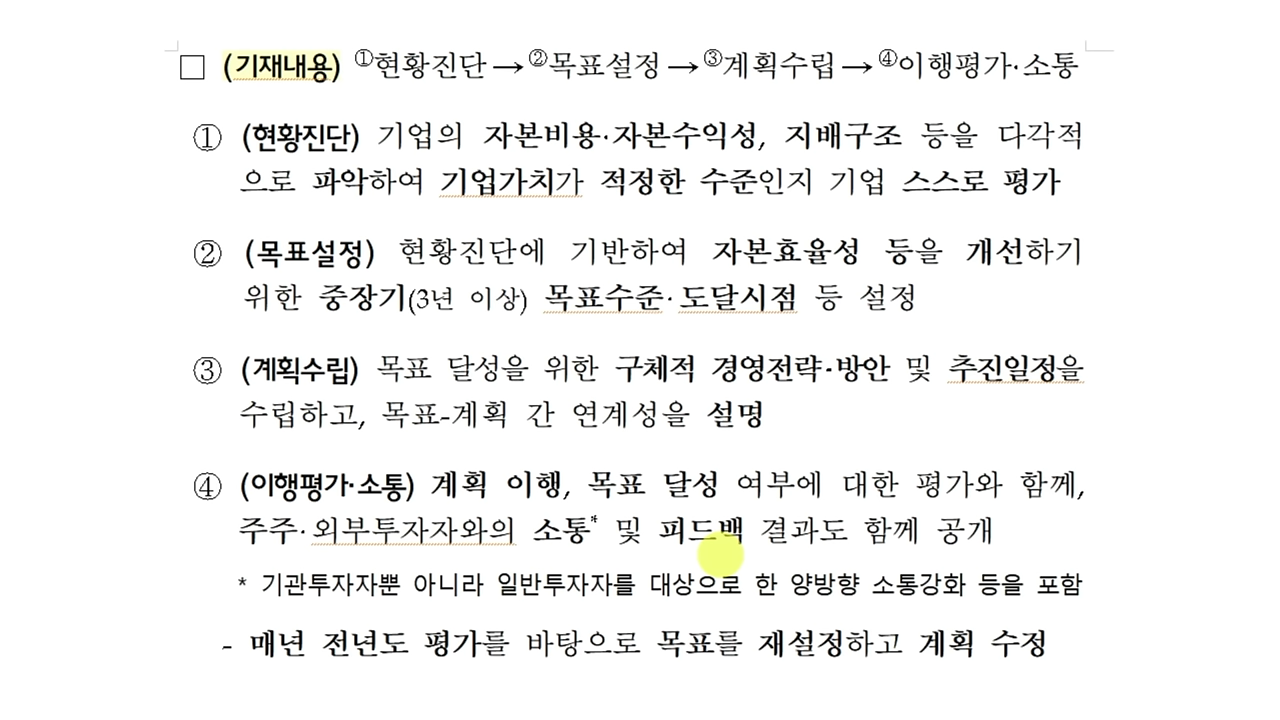 □ (기재내용) ①현황진단→②목표설정→③계획수립→④이행평가·소통
① (현황진단) 기업의 자본비용·자본수익성, 지배구조 등을 다각적
으로 파악하여 기업가치가 적정한 수준인지 기업 스스로 평가
② (목표설정) 현황진단에 기반하여 자본효율성 등을 개선하기
위한 중장기(3년 이상) 목표수준·도달시점 등 설정
③ (계획수립) 목표 달성을 위한 구체적 경영전략·방안 및 추진일정을
수립하고, 목표-계획 간 연계성을 설명
④ (이행평가·소통) 계획 이행, 목표 달성 여부에 대한 평가와 함께,
주주·외부투자자와의 소통* 및 피드백 결과도 함께 공개
* 기관투자자뿐 아니라 일반투자자를 대상으로 한 양방향 소통강화 등을 포함
- 매년 전년도 평가를 바탕으로 목표를 재설정하고 계획 수정